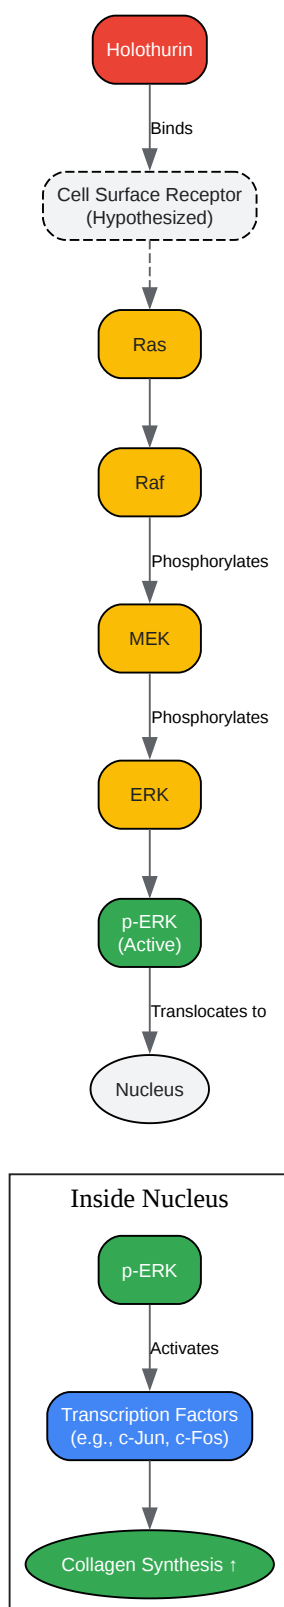 Holothurin
Binds
Cell Surface Receptor
(Hypothesized)
Ras
Raf
Phosphorylates
MEK
Phosphorylates
ERK
p-ERK
(Active)
Translocates to
Nucleus
Inside Nucleus
p-ERK
Activates
Transcription Factors
(e.g., c-Jun, c-Fos)
Collagen Synthesis ↑